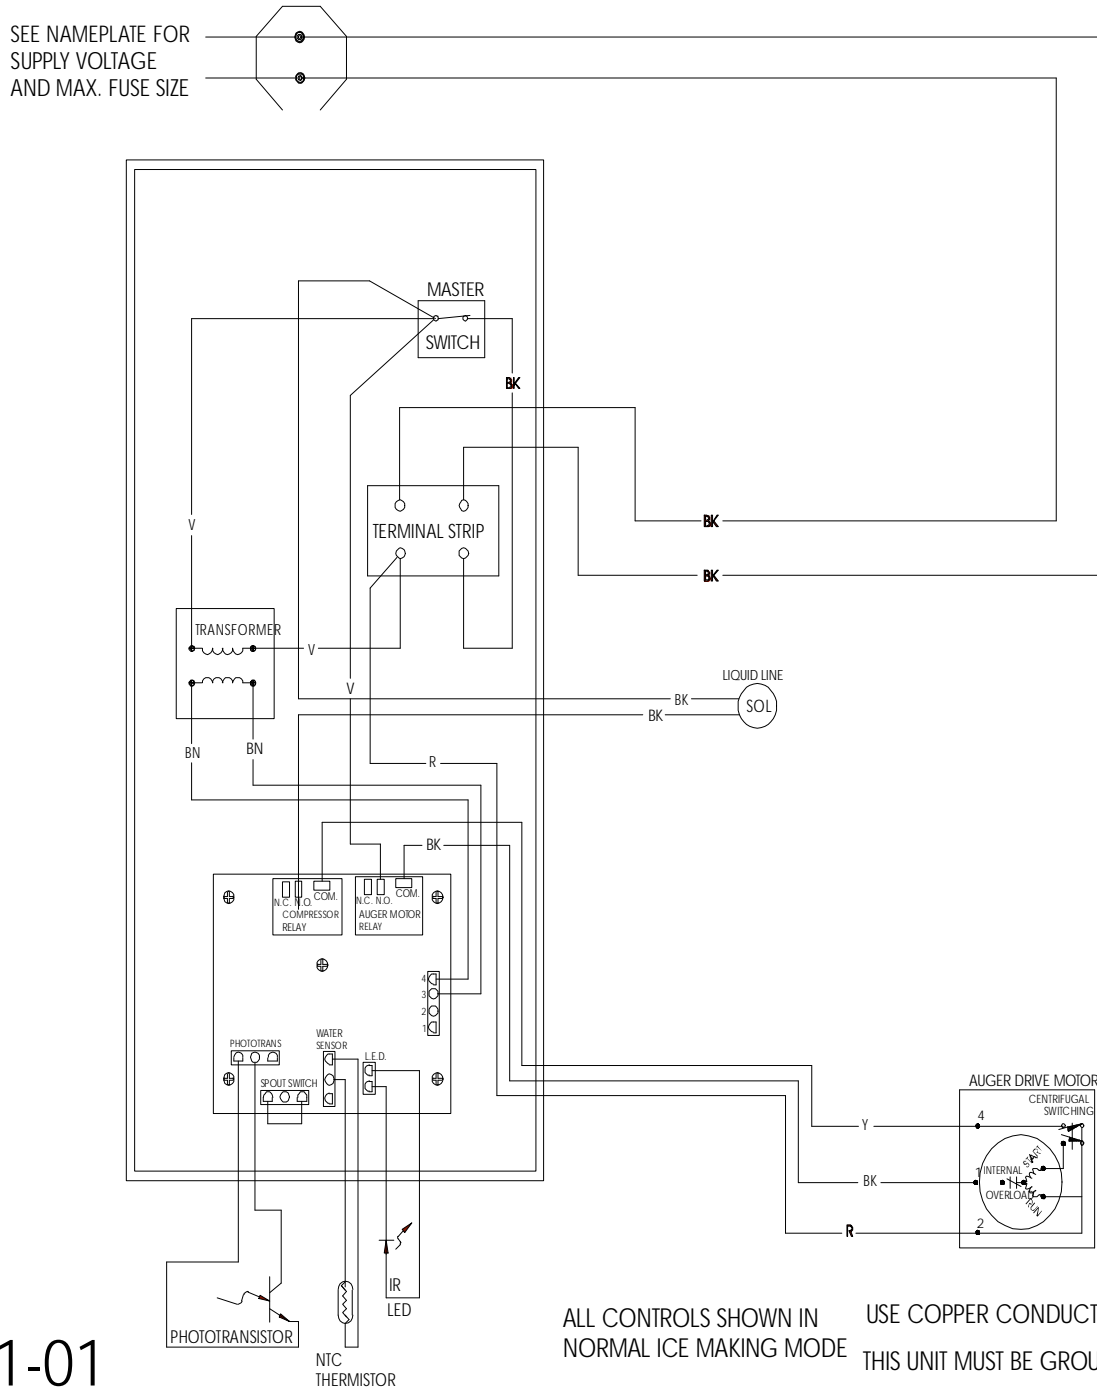 SEE NAMEPLATE FOR
SUPPLY VOLTAGE
AND MAX. FUSE SIZE
MASTER
SWITCH
BK
TERMINAL STRIP
V
BK
BK
TRANSFORMER
V
V
LIQUID LINE
SOL
BK
BK
BN
BN
R
BK
N.C. N.O. COM.
COMPRESSOR
RELAY
N.C. N.O. COM.
AUGER MOTOR
RELAY
4
3
2
1
PHOTOTRANS
WATER
SENSOR
L.E.D.
SPOUT SWITCH
AUGER DRIVE MOTOR
CENTRIFUGAL
SWITCHING
Y
4
START
BK
1
INTERNAL
OVERLOAD
RUN
R
2
IR
LED
PHOTOTRANSISTOR
NTC
THERMISTOR
ALL CONTROLS SHOWN IN
NORMAL ICE MAKING MODE
USE COPPER CONDUCT
THIS UNIT MUST BE GROU
1-01